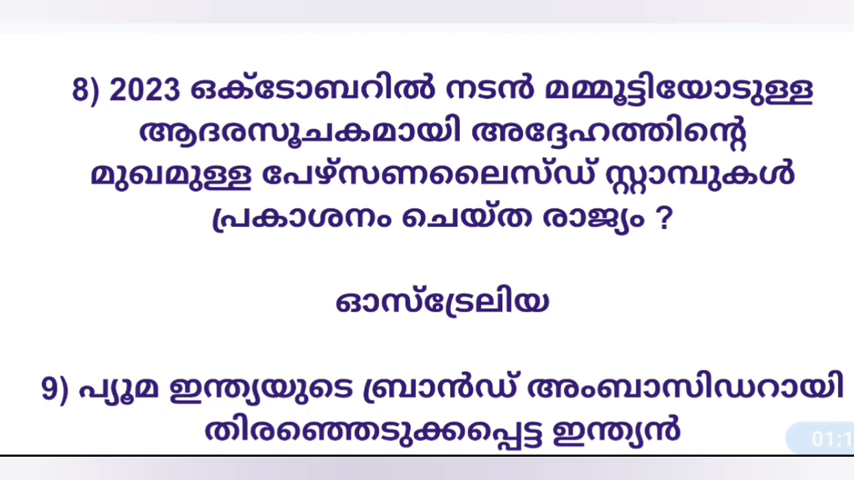 8) 2023 ഒക്ടോബറിൽ നടൻ മമ്മൂട്ടിയോടുള്ള
ആദരസൂചകമായി അദ്ദേഹത്തിന്റെ
മുഖമുള്ള പേഴ്സണലൈസ്ഡ് സ്റ്റാമ്പുകൾ
പ്രകാശനം ചെയ്ത രാജ്യം ?
ഓസ്ട്രേലിയ
9) പ്യൂമ ഇന്ത്യയുടെ ബ്രാൻഡ് അംബാസിഡറായി
തിരഞ്ഞെടുക്കപ്പെട്ട ഇന്ത്യൻ